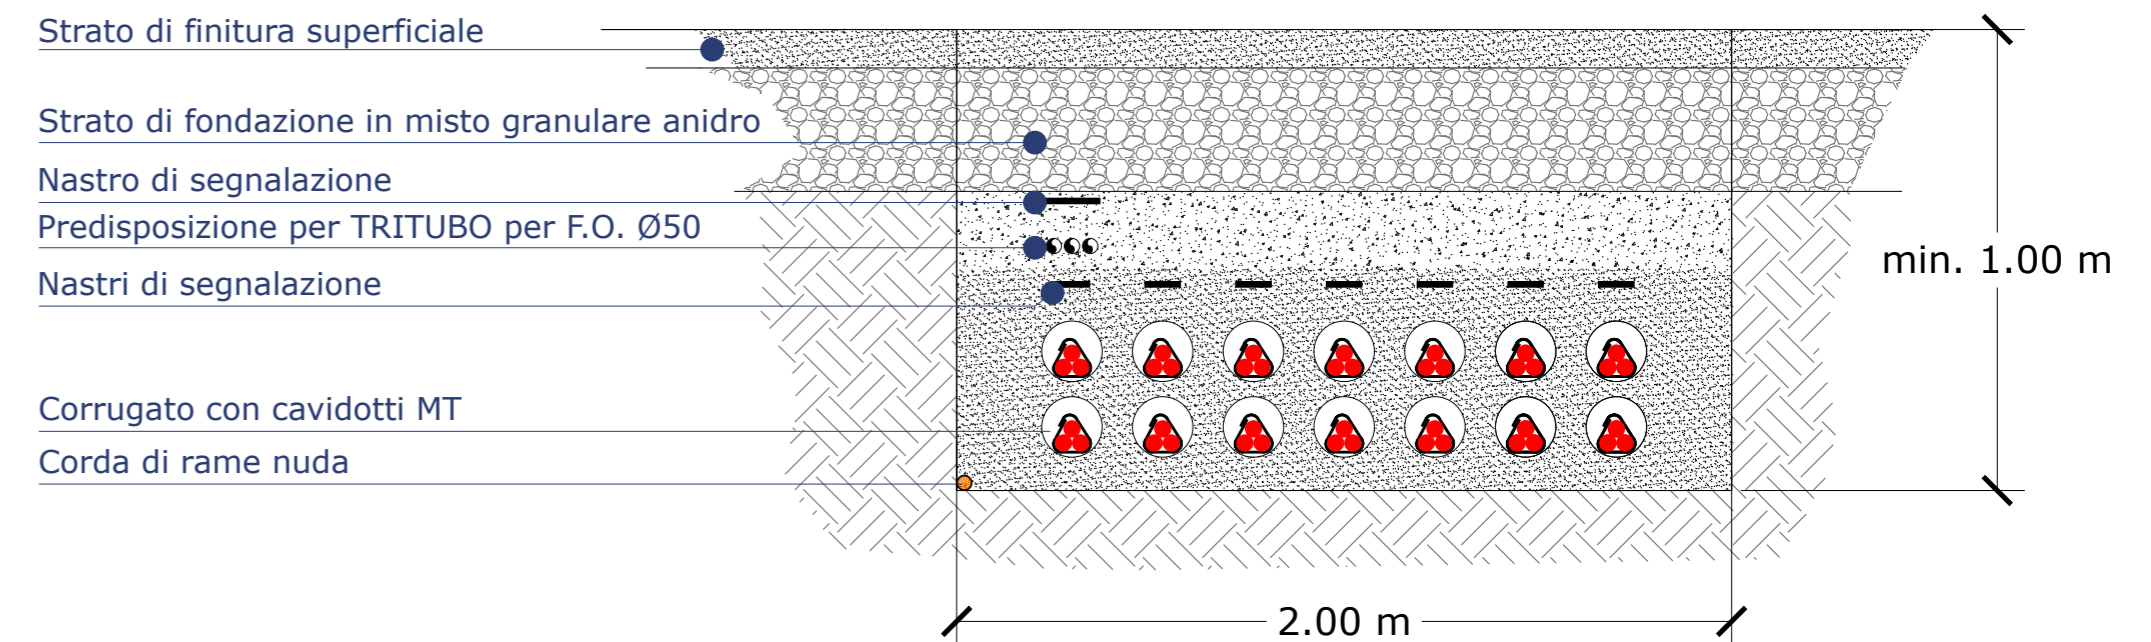 Strato di finitura superficiale
Strato di fondazione in misto granulare anidro
Nastro di segnalazione
Predisposizione per TRITUBO per F.O. Ø50
Nastri di segnalazione
Corrugato con cavidotti MT
Corda di rame nuda
min. 1.00 m
2.00 m